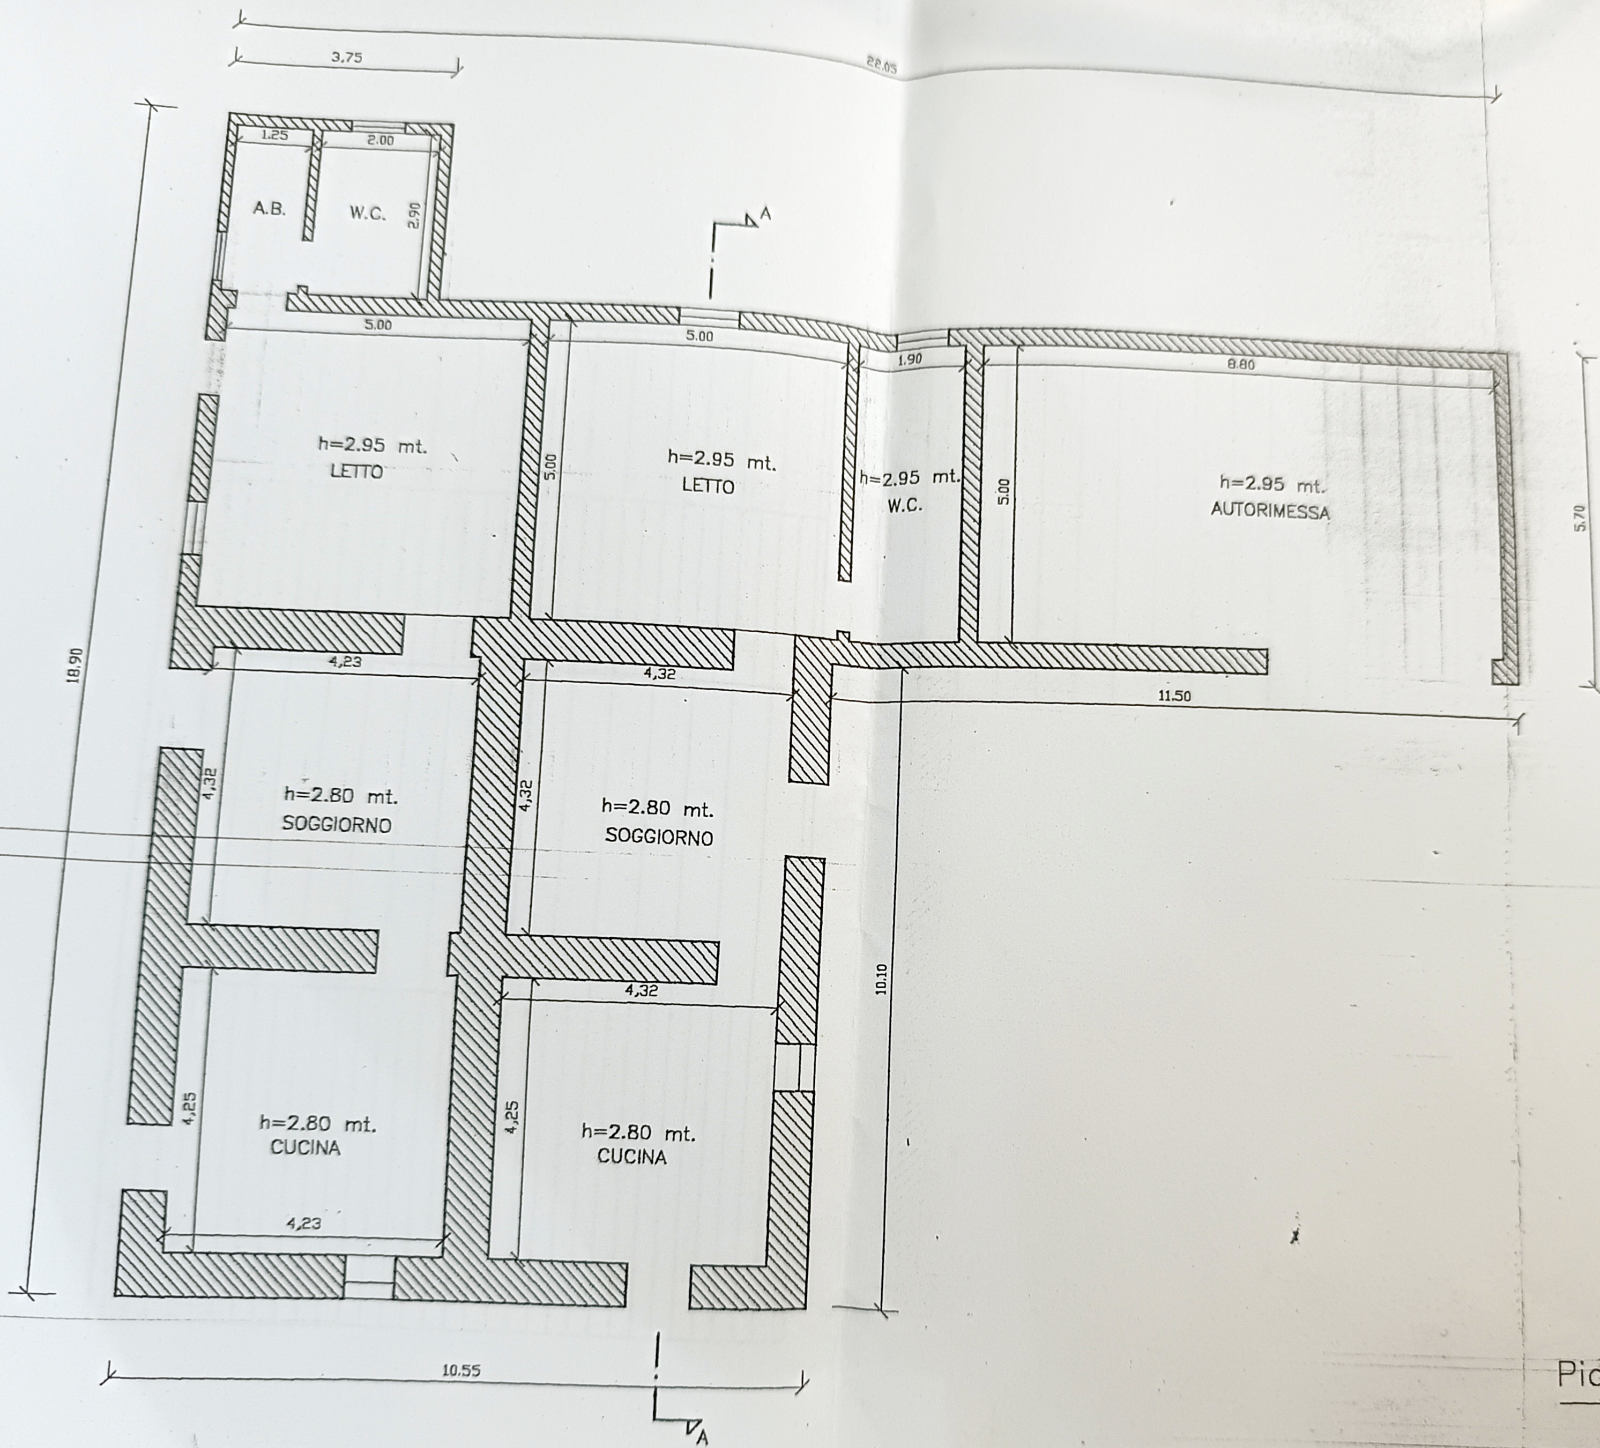 22.05
3,75
1.25
2.00
A.B.
W.C.
2.90
A
5.00
5.00
1.90
8.80
h=2.95 mt.
LETTO
5.00
h=2.95 mt.
LETTO
h=2.95 mt.
W.C.
5.00
h=2.95 mt.
AUTORIMESSA
5.70
18.90
4,23
4,32
11.50
4,32
h=2.80 mt.
SOGGIORNO
4,32
h=2.80 mt.
SOGGIORNO
10.10
4,32
4,25
h=2.80 mt.
CUCINA
4,25
h=2.80 mt.
CUCINA
4,23
10.55
A